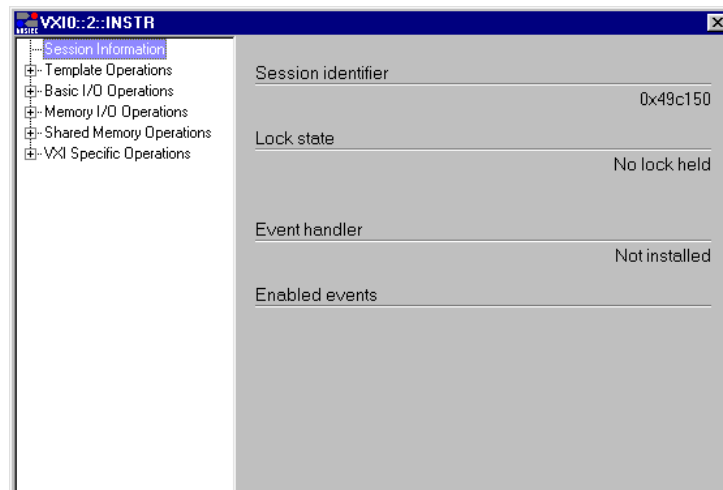 VXI0::2::INSTR
Session Information
Template Operations
Basic I/O Operations
Memory I/O Operations
Shared Memory Operations
VXI Specific Operations
Session identifier
0x49c150
Lock state
No lock held
Event handler
Not installed
Enabled events